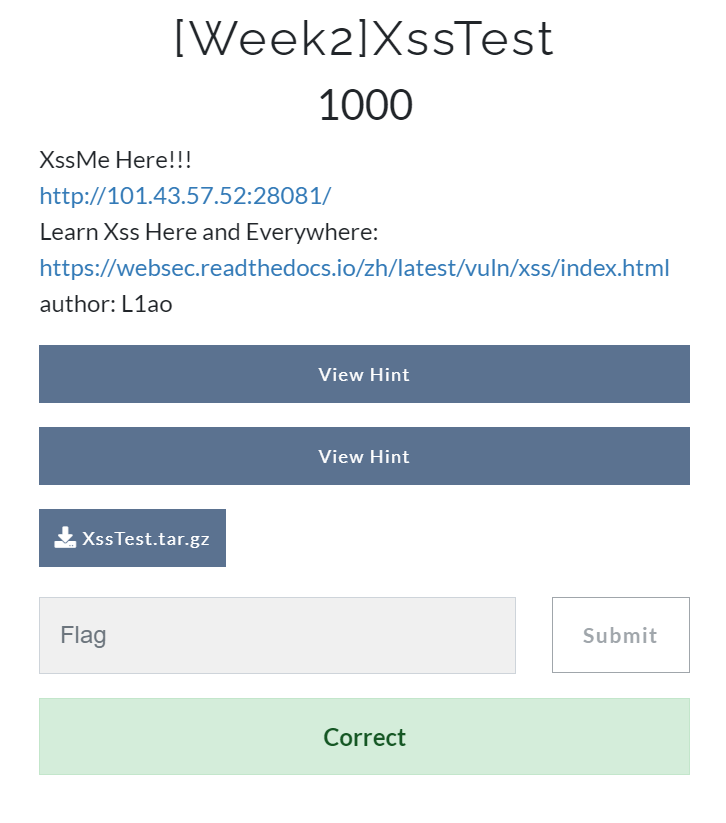 [Week2]XssTest
1000
XssMe Here!!!
http://101.43.57.52:28081/
Learn Xss Here and Everywhere:
https://websec.readthedocs.io/zh/latest/vuln/xss/index.html
author: L1ao
View Hint
View Hint
XssTest.tar.gz
Flag
Submit
Correct